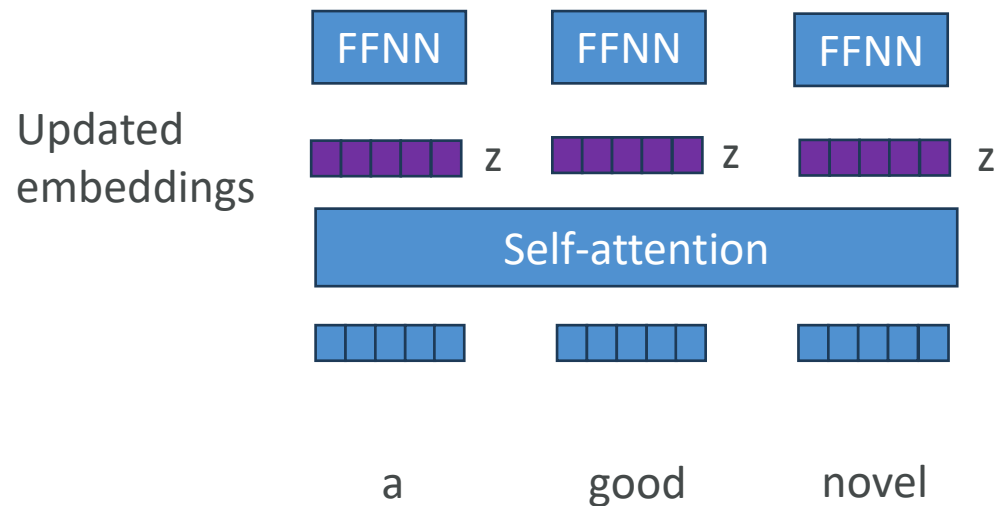 FFNN FFNN FFNN
Updated
embeddings
z z z
Self-attention
a good novel